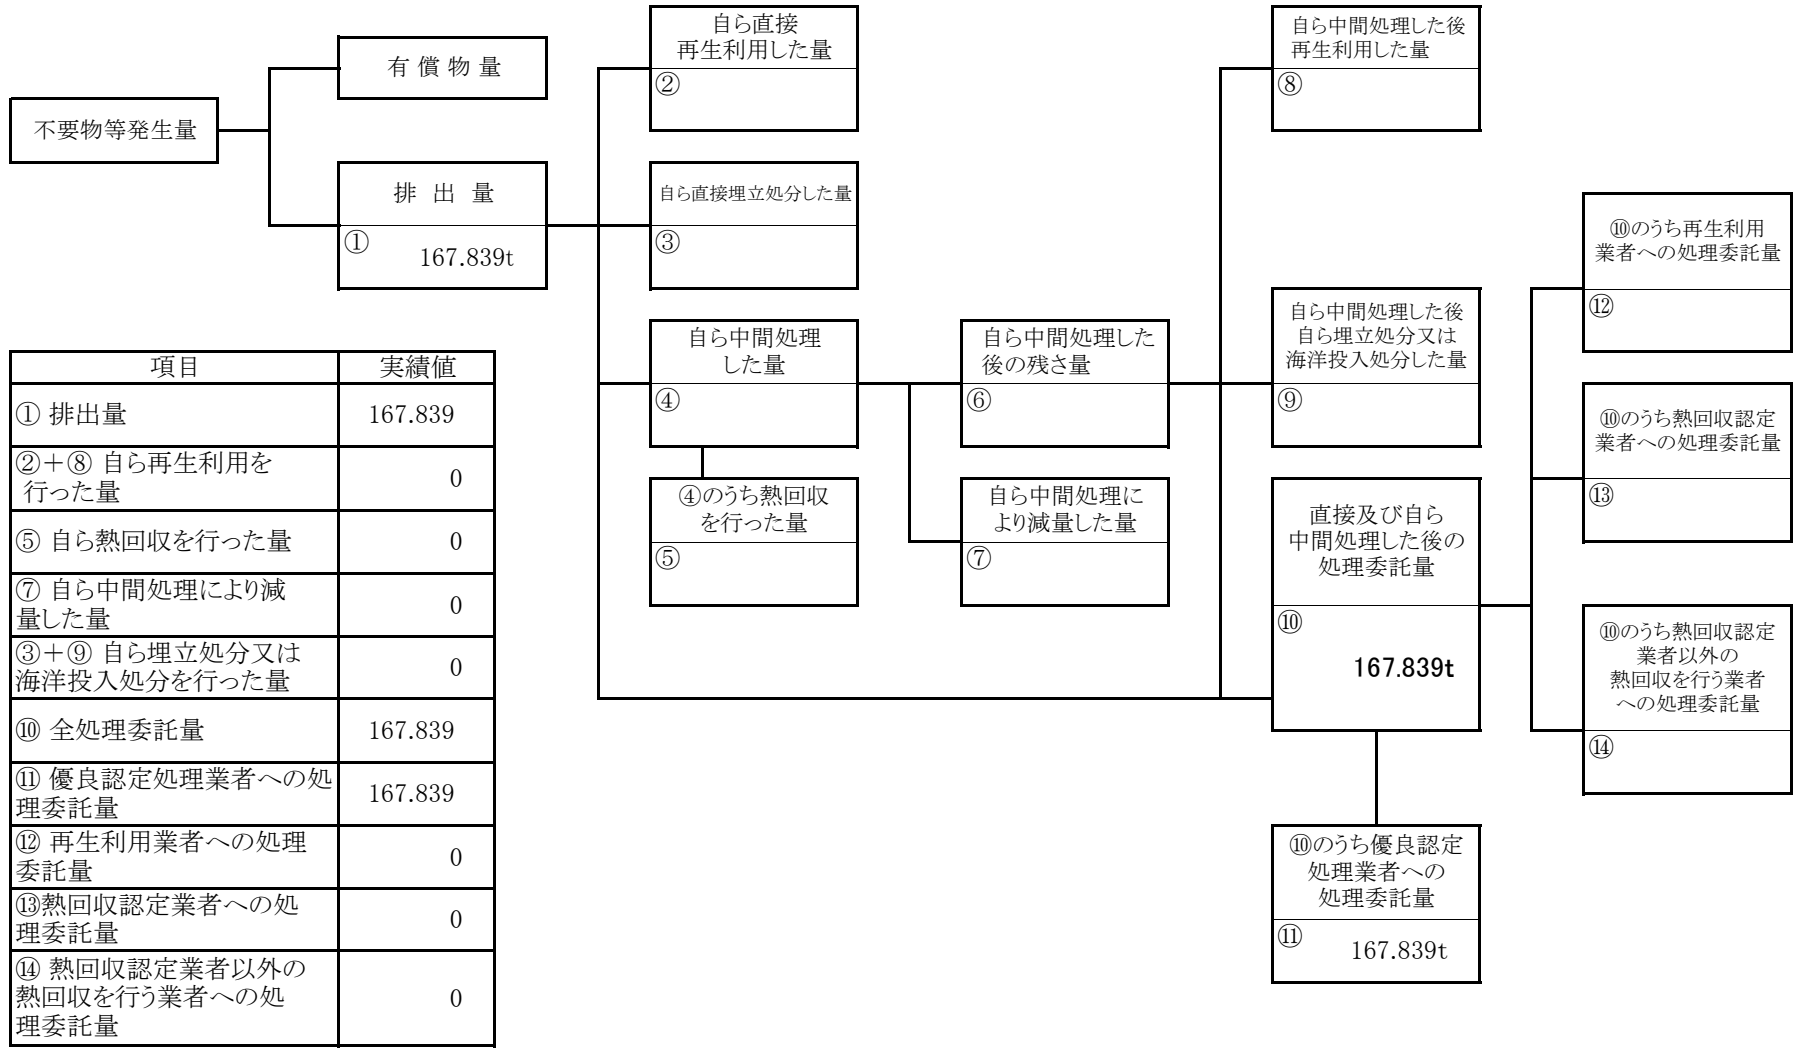 不要物等発生量
有 償 物 量
排 出 量
①
167.839t
自ら直接
再生利用した量
②
自ら直接埋立処分した量
③
自ら中間処理
した量
④
④のうち熱回収
を行った量
⑤
自ら中間処理した
後の残さ量
⑥
自ら中間処理に
より減量した量
⑦
自ら中間処理した後
再生利用した量
⑧
自ら中間処理した後
自ら埋立処分又は
海洋投入処分した量
⑨
直接及び自ら
中間処理した後の
処理委託量
⑩
167.839t
⑩のうち優良認定
処理業者への
処理委託量
⑪
167.839t
⑩のうち再生利用
業者への処理委託量
⑫
⑩のうち熱回収認定
業者への処理委託量
⑬
⑩のうち熱回収認定
業者以外の
熱回収を行う業者
への処理委託量
⑭
項目 実績値
① 排出量 167.839
②＋⑧ 自ら再生利用を
行った量 0
⑤ 自ら熱回収を行った量 0
⑦ 自ら中間処理により減
量した量 0
③＋⑨ 自ら埋立処分又は
海洋投入処分を行った量 0
⑩ 全処理委託量 167.839
⑪ 優良認定処理業者への処
理委託量 167.839
⑫ 再生利用業者への処理
委託量 0
⑬熱回収認定業者への処
理委託量 0
⑭ 熱回収認定業者以外の
熱回収を行う業者への処
理委託量 0